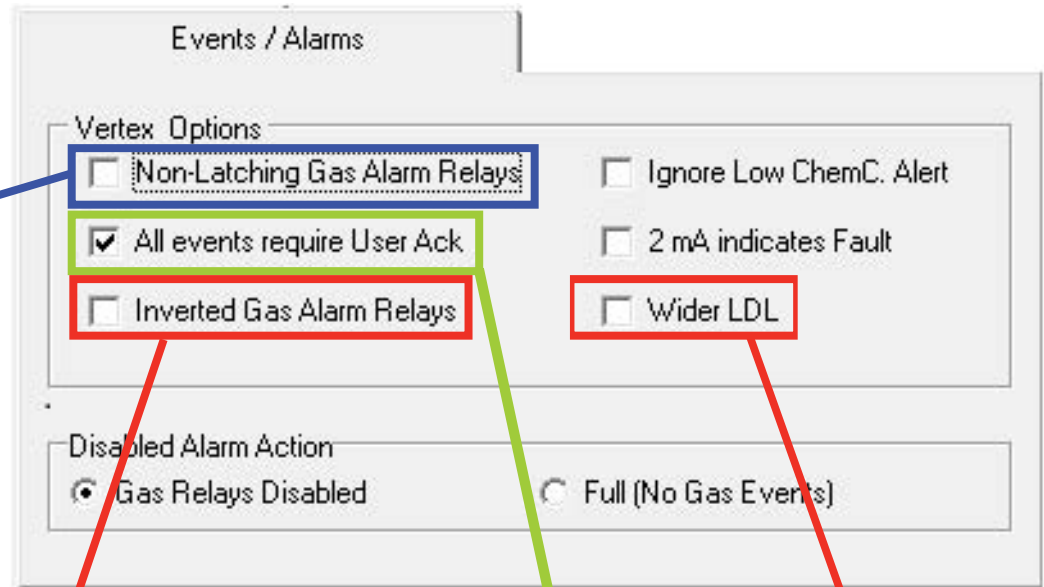 Events / Alarms
Vertex Options
Non-Latching Gas Alarm Relays
Ignore Low ChemC. Alert
All events require User Ack
2 mA indicates Fault
Inverted Gas Alarm Relays
Wider LDL
Disabled Alarm Action
Gas Relays Disabled
Full (No Gas Events)